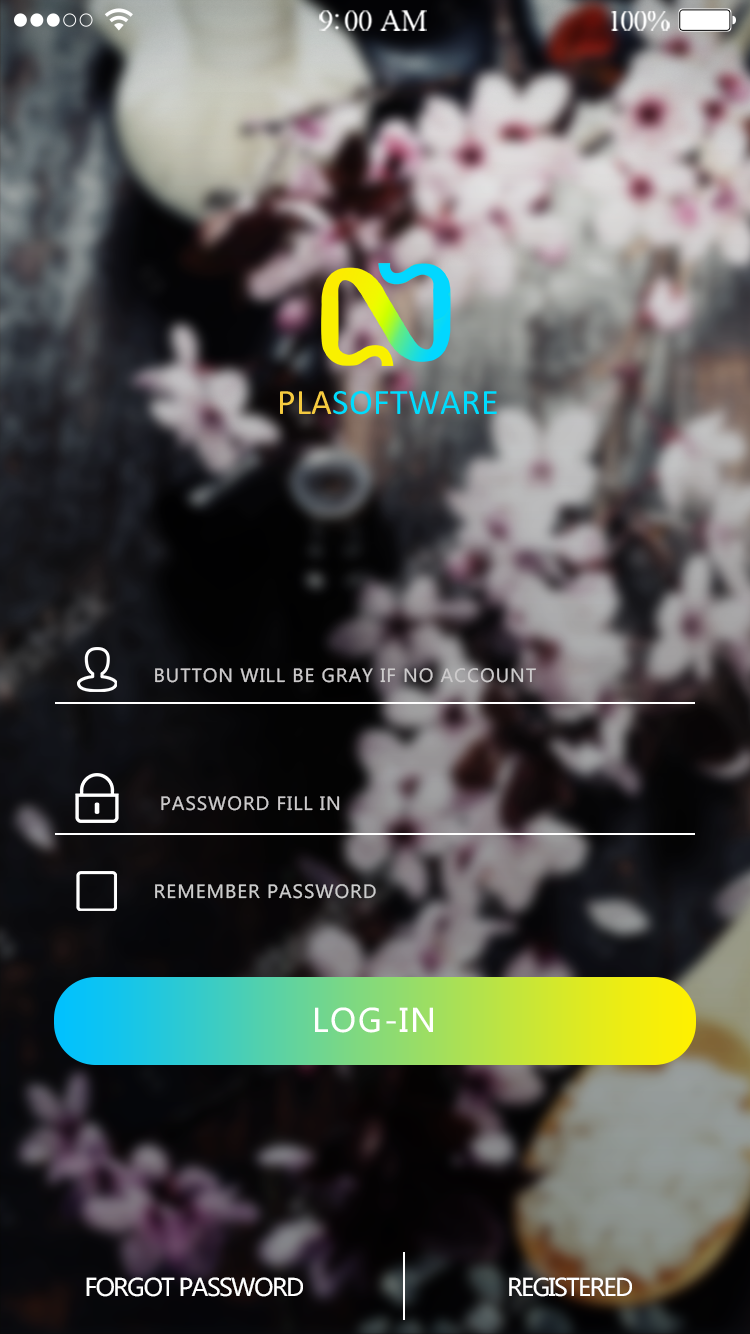 9:00 AM
100%
PLASOFTWARE
BUTTON WILL BE GRAY IF NO ACCOUNT
PASSWORD FILL IN
REMEMBER PASSWORD
LOG-IN
FORGOT PASSWORD
REGISTERED